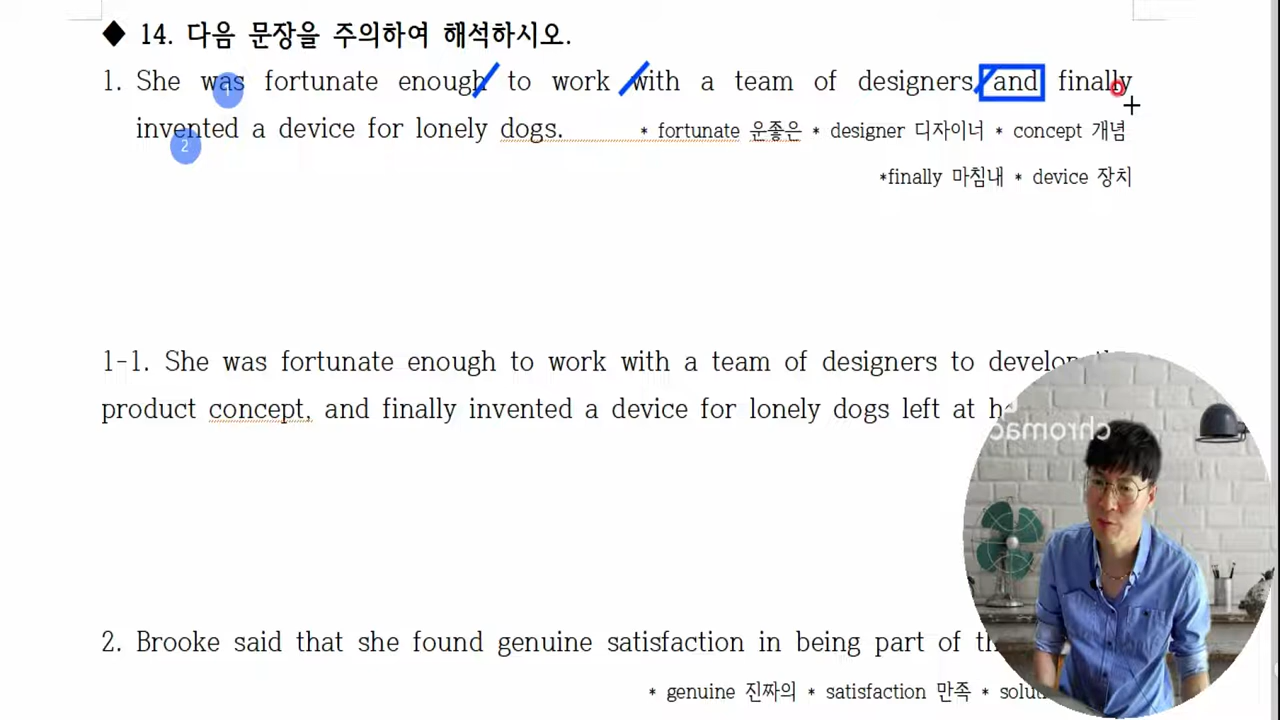 ◆ 14. 다음 문장을 주의하여 해석하시오.
1. She was fortunate enough to work with a team of designers and finally
1
invented a device for lonely dogs. * fortunate 운좋은 * designer 디자이너 * concept 개념
2
*finally 마침내 * device 장치
1-1. She was fortunate enough to work with a team of designers to develop
product concept, and finally invented a device for lonely dogs left at
chromac
2. Brooke said that she found genuine satisfaction in being part of
* genuine 진짜의 * satisfaction 만족 *